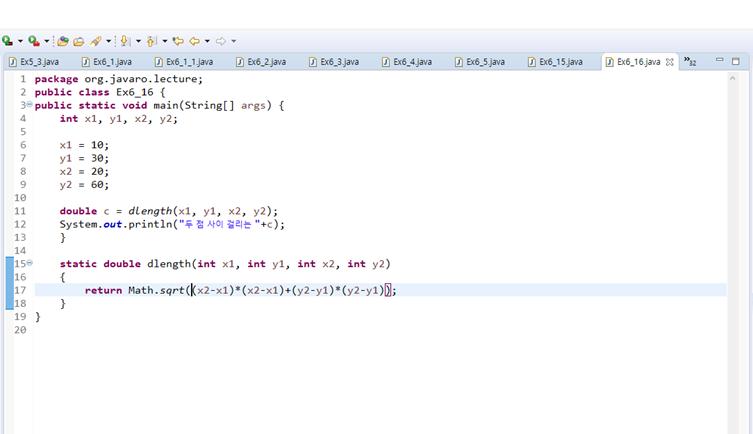 Ex5_3.java Ex6_1.java Ex6_1_1.java Ex6_2.java Ex6_3.java Ex6_4.java Ex6_5.java Ex6_15.java Ex6_16.java »32
1 package org.javaro.lecture;
2 public class Ex6_16 {
3 public static void main(String[] args) {
4 int x1, y1, x2, y2;
5
6 x1 = 10;
7 y1 = 30;
8 x2 = 20;
9 y2 = 60;
10
11 double c = dlength(x1, y1, x2, y2);
12 System.out.println("두 점 사이 걸리는 "+c);
13 }
14
15 static double dlength(int x1, int y1, int x2, int y2)
16 {
17 return Math.sqrt((x2-x1)*(x2-x1)+(y2-y1)*(y2-y1));
18 }
19 }
20